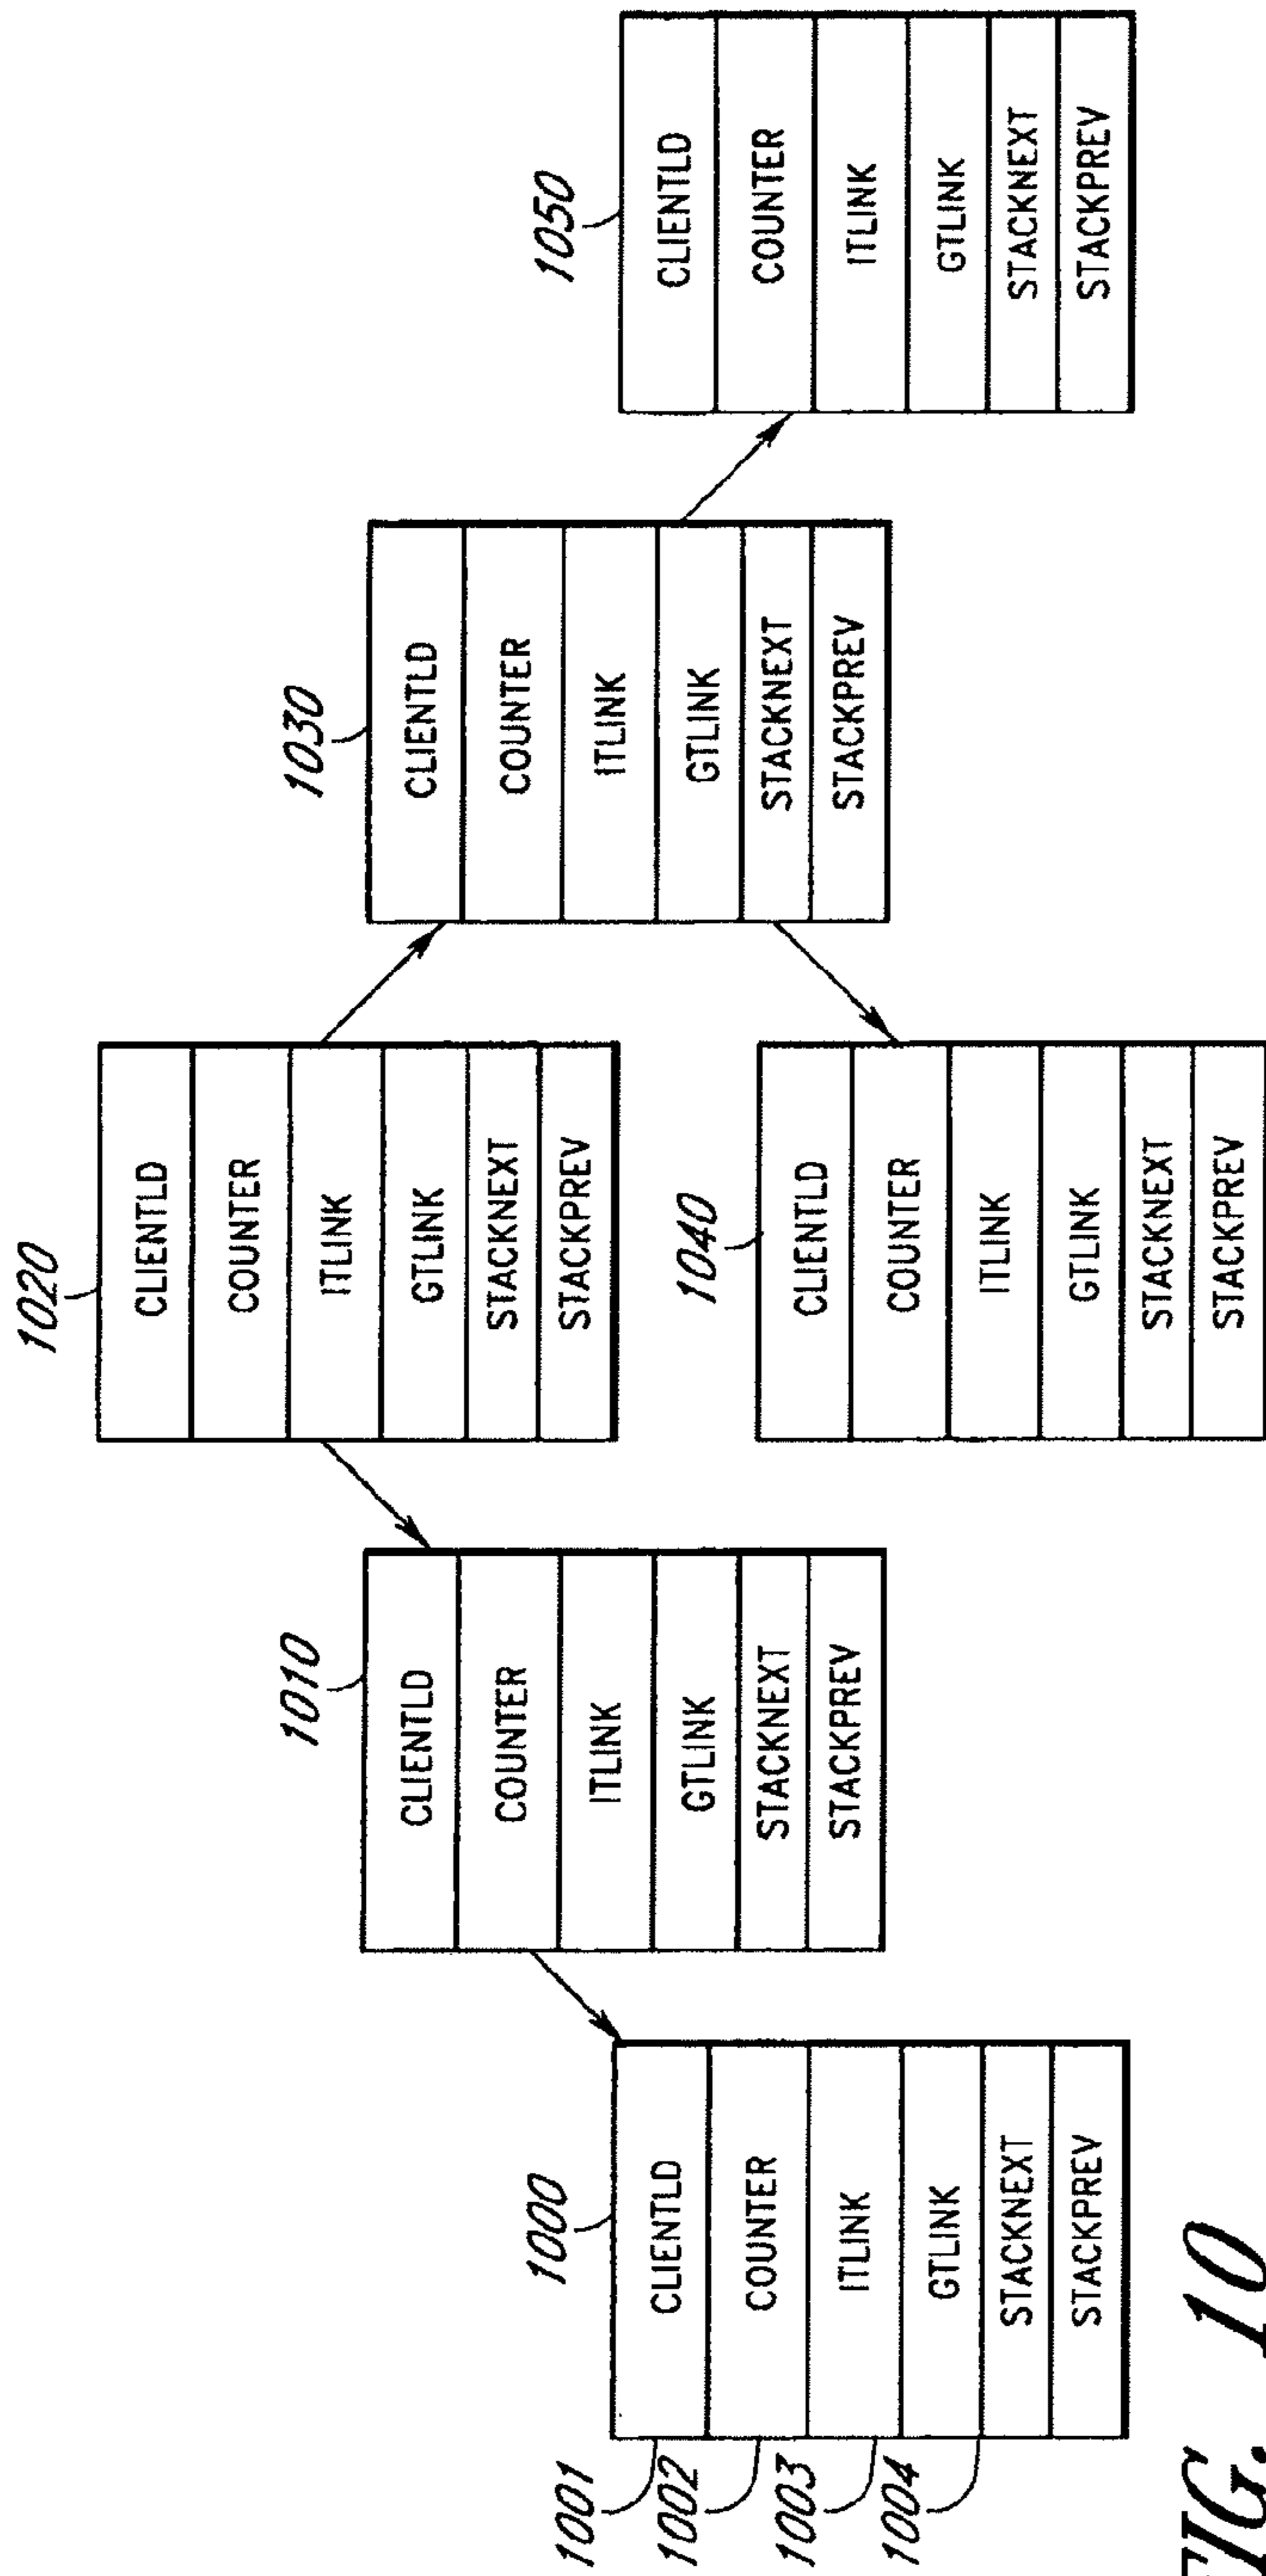 1020
CLIENTLD
COUNTER
ITLINK
GTLINK
STACKNEXT
STACKPREV
1010
CLIENTLD
COUNTER
ITLINK
GTLINK
STACKNEXT
STACKPREV
1030
CLIENTLD
COUNTER
ITLINK
GTLINK
STACKNEXT
STACKPREV
1000
1001
CLIENTLD
1002
COUNTER
1003
ITLINK
1004
GTLINK
STACKNEXT
STACKPREV
1040
CLIENTLD
COUNTER
ITLINK
GTLINK
STACKNEXT
STACKPREV
1050
CLIENTLD
COUNTER
ITLINK
GTLINK
STACKNEXT
STACKPREV
FIG. 10